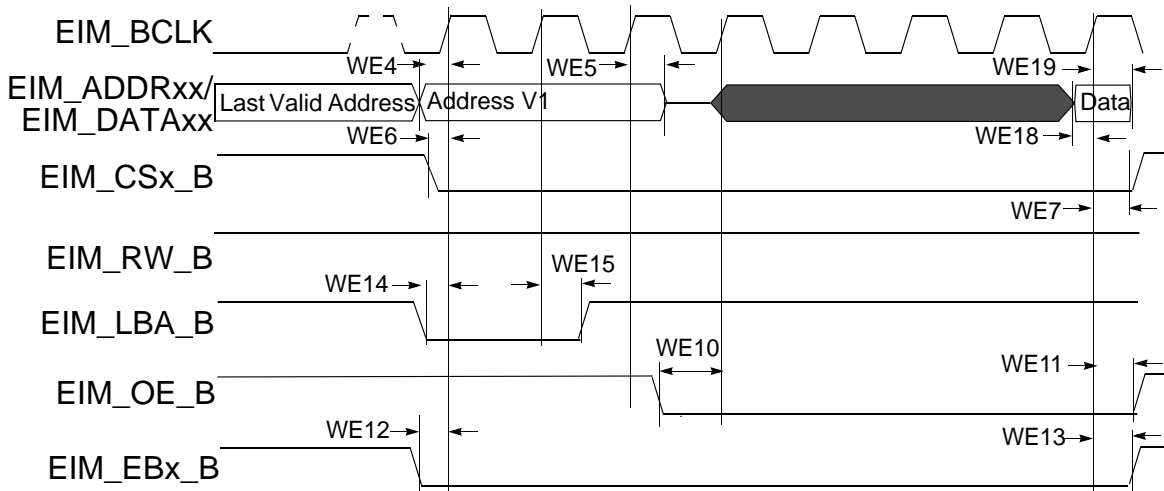 EIM_BCLK
WE4
WE5
WE19
EIM_ADDRxx/
EIM_DATAxx
Last Valid Address
Address V1
Data
WE6
WE18
EIM_CSx_B
WE7
EIM_RW_B
WE14
WE15
EIM_LBA_B
WE10
WE11
EIM_OE_B
WE12
WE13
EIM_EBx_B